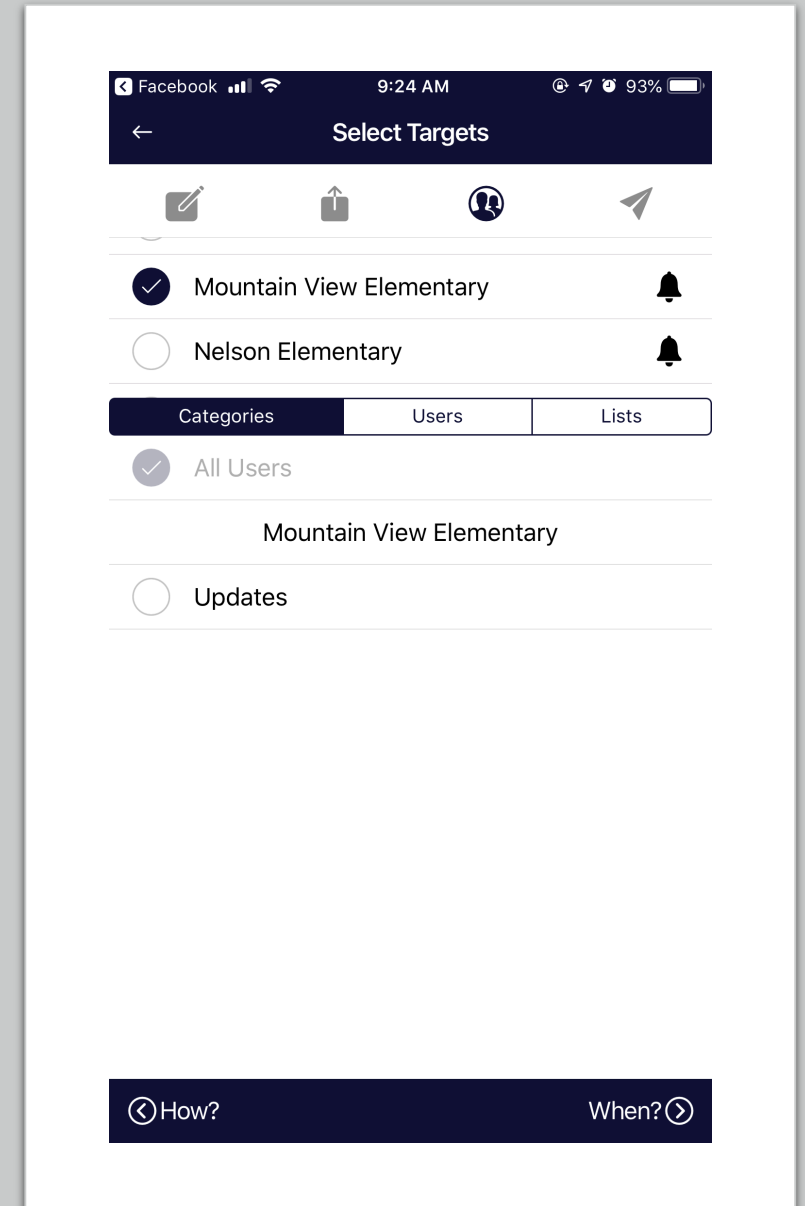 Facebook 9:24 AM 93%
Select Targets
Mountain View Elementary
Nelson Elementary
Categories Users Lists
All Users
Mountain View Elementary
Updates
How? When?